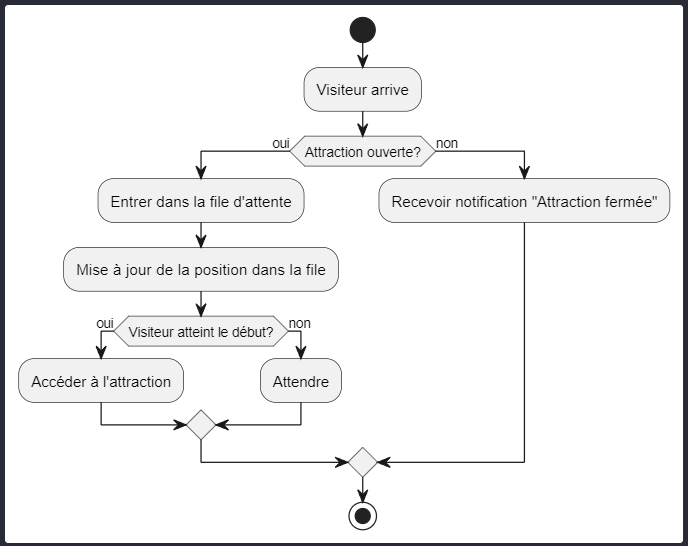 Visiteur arrive
oui
Attraction ouverte?
non
Entrer dans la file d'attente
Recevoir notification "Attraction fermée"
Mise à jour de la position dans la file
oui
Visiteur atteint le début?
non
Accéder à l'attraction
Attendre